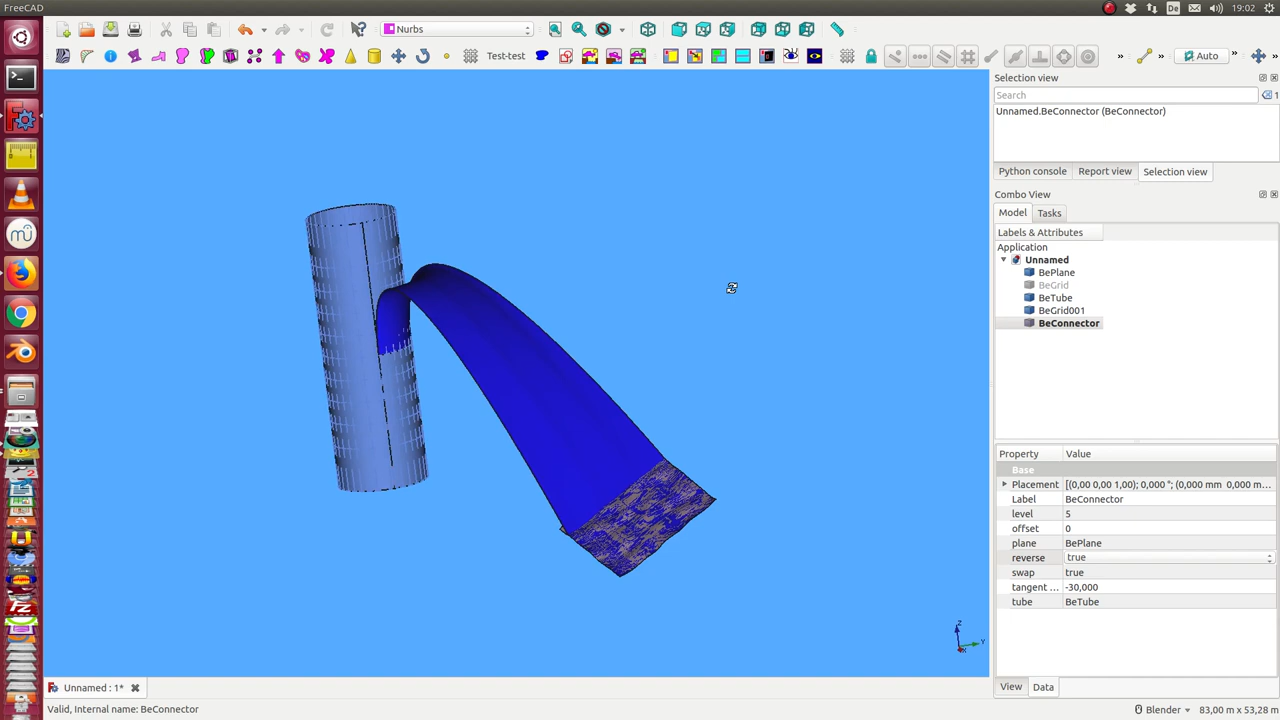 FreeCAD
De
19:02
Nurbs
Test-test
Auto
Selection view
Search
1
Unnamed.BeConnector (BeConnector)
Python console
Report view
Selection view
Combo View
Model
Tasks
Labels & Attributes
Application
Unnamed
BePlane
BeGrid
BeTube
BeGrid001
BeConnector
Property
Value
Base
Placement
[(0,00 0,00 1,00); 0,000 °; (0,000 mm 0,000 m...
Label
BeConnector
level
5
offset
0
plane
BePlane
reverse
true
swap
true
tangent ...
-30,000
tube
BeTube
Z
Y
X
View
Data
Unnamed : 1*
Valid, Internal name: BeConnector
Blender
83,00 m x 53,28 m